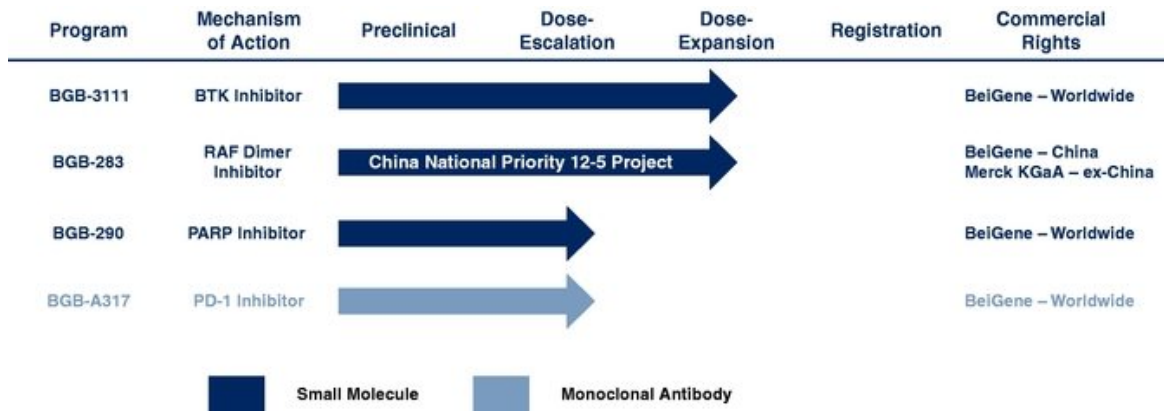 Program
Mechanism
of Action
Preclinical
Dose-
Escalation
Dose-
Expansion
Registration
Commercial
Rights
BGB-3111
BTK Inhibitor
BeiGene – Worldwide
BGB-283
RAF Dimer
Inhibitor
China National Priority 12-5 Project
BeiGene – China
Merck KGaA – ex-China
BGB-290
PARP Inhibitor
BeiGene – Worldwide
BGB-A317
PD-1 Inhibitor
BeiGene – Worldwide
Small Molecule
Monoclonal Antibody